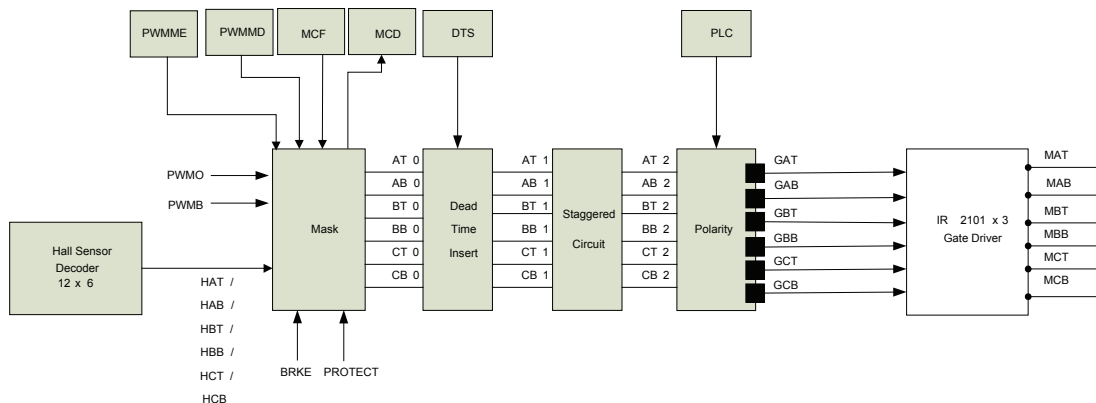 PWMME
PWMMD
MCF
MCD
DTS
PLC
PWMO
PWMB
Hall Sensor
Decoder
12 x 6
HAT /
HAB /
HBT /
HBB /
HCT /
HCB
Mask
BRKE
PROTECT
AT 0
AB 0
BT 0
BB 0
CT 0
CB 0
Dead
Time
Insert
AT 1
AB 1
BT 1
BB 1
CT 1
CB 1
Staggered
Circuit
AT 2
AB 2
BT 2
BB 2
CT 2
CB 2
Polarity
GAT
GAB
GBT
GBB
GCT
GCB
IR 2101 x 3
Gate Driver
MAT
MAB
MBT
MBB
MCT
MCB